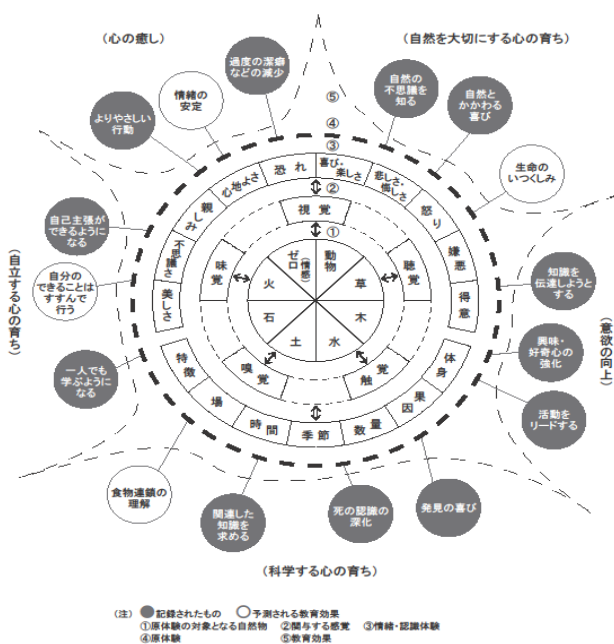 (心の癒し)
(自然を大切にする心の育ち)
過度の潔癖
などの減少
情緒の
安定
よりやさしい
行動
自己主張が
できるように
なる
自分の
できることは
すすんで
行う
一人でも
学ぶように
なる
(自立する心の育ち)
食物連鎖の
理解
関連した
知識を
求める
死の認識の
深化
発見の喜び
活動を
リードする
興味・
好奇心の
強化
知識を
伝達しようと
する
(意欲の向上)
生命の
いつくしみ
自然と
かかわる
喜び
自然の
不思議を
知る
⑤
④
③
②
①
恐れ
喜び・
楽しさ
悲しさ・
悔しさ
怒り
嫌悪
得意
心地よさ
親しみ
不思議さ
美しさ
特徴
場
時間
季節
数量
因果
身体
視覚
聴覚
触覚
嗅覚
味覚
ゼロ(情感)
動物
草
木
水
土
石
火
(科学する心の育ち)
(注) ●記録されたもの ○予測される教育効果
①原体験の対象となる自然物 ②関与する感覚 ③情緒・認識体験
④原体験 ⑤教育効果